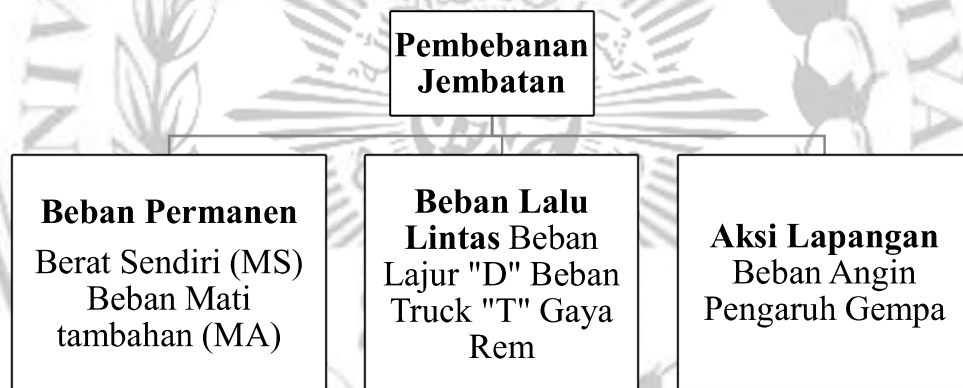 Pembebanan
Jembatan
Beban Permanen
Berat Sendiri (MS)
Beban Mati
tambahan (MA)
Beban Lalu
Lintas Beban
Lajur "D" Beban
Truck "T" Gaya
Rem
Aksi Lapangan
Beban Angin
Pengaruh Gempa